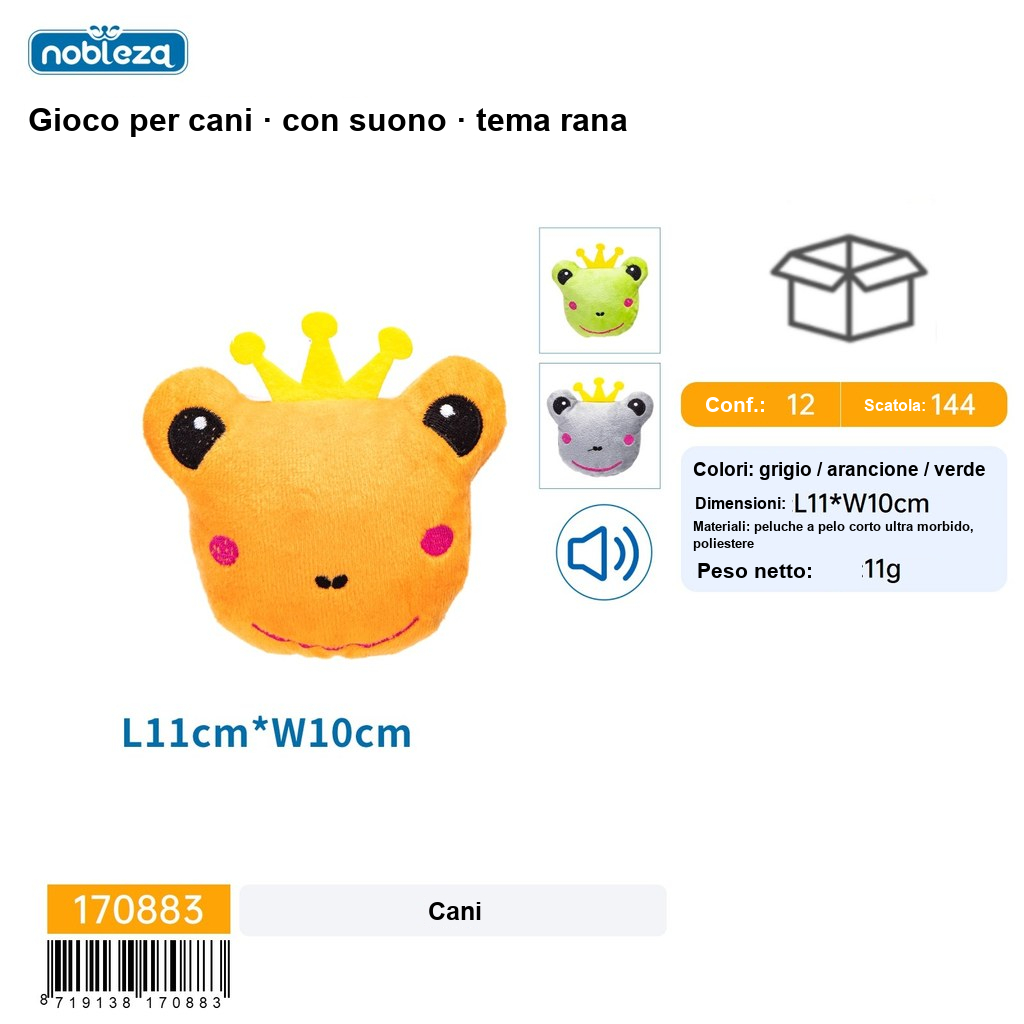 nobleza
Gioco per cani · con suono · tema rana
Conf.: 12
Scatola: 144
Colori: grigio / arancione / verde
Dimensioni: L11*W10cm
Materiali: peluche a pelo corto ultra morbido,
poliestere
Peso netto: :11g
L11cm*W10cm
170883
Cani
8 719138 170883